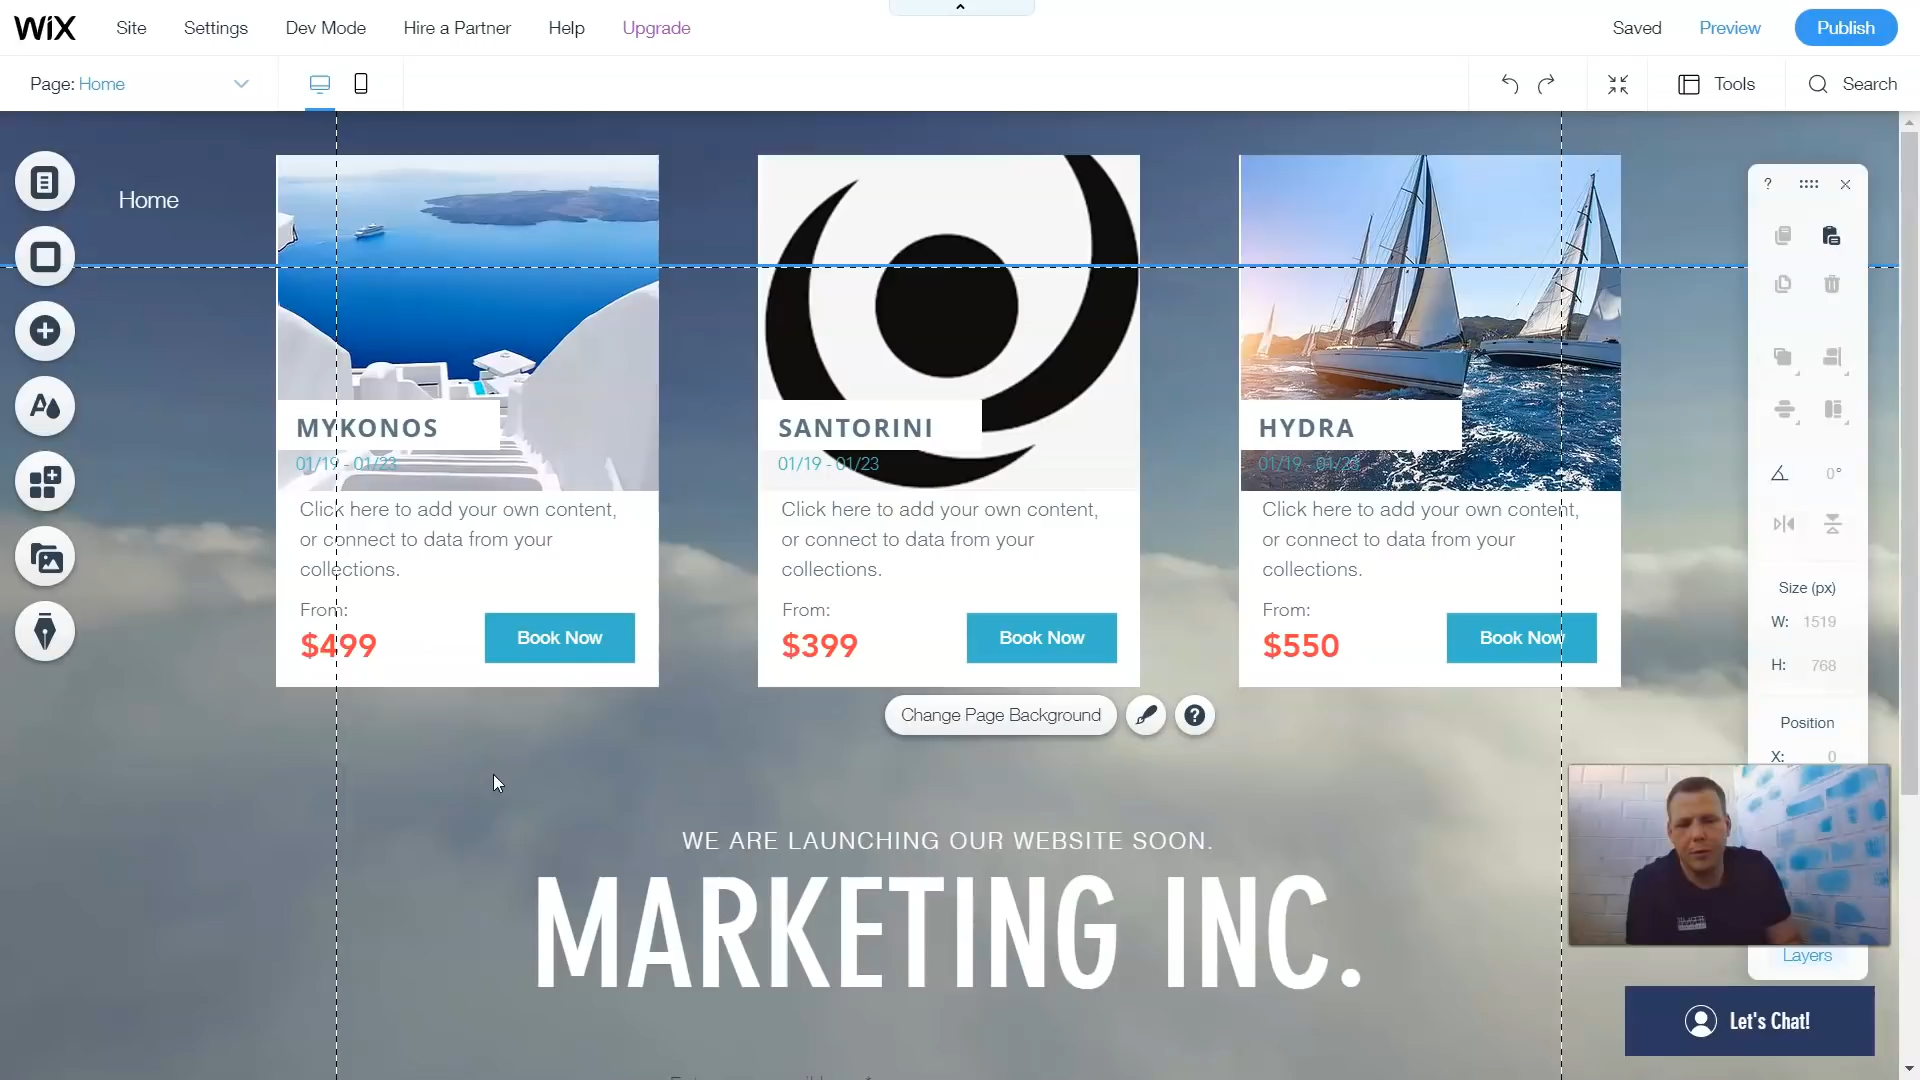 WiX
Site
Settings
Dev Mode
Hire a Partner
Help
Upgrade
Saved
Preview
Publish
Page: Home
Tools
Search
Home
MYKONOS
01/19 - 01/23
Click here to add your own content,
or connect to data from your
collections.
From:
$499
Book Now
SANTORINI
01/19 - 01/23
Click here to add your own content,
or connect to data from your
collections.
From:
$399
Book Now
HYDRA
01/19 - 01/23
Click here to add your own content,
or connect to data from your
collections.
From:
$550
Book Now
?
0°
Size (px)
W: 1519
H: 768
Position
X: 0
Layers
Change Page Background
?
WE ARE LAUNCHING OUR WEBSITE SOON.
MARKETING INC.
Let's Chat!